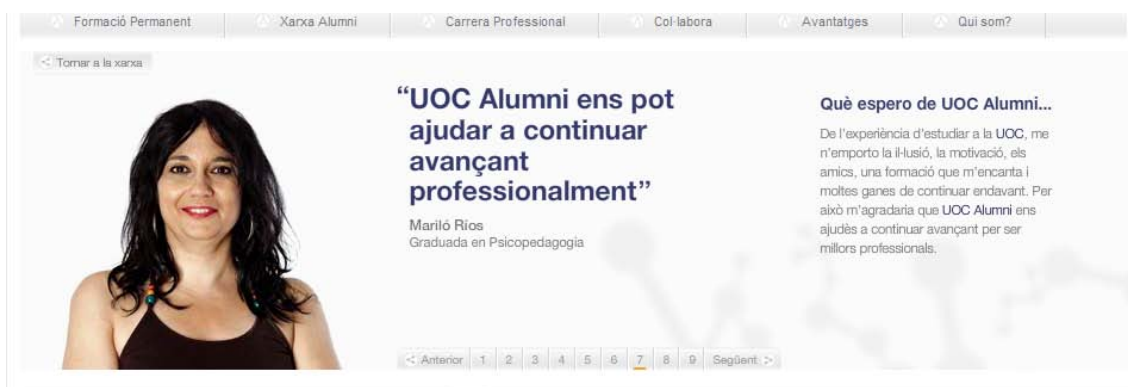 Formació Permanent
Xarxa Alumni
Carrera Professional
Col·labora
Avantatges
Qui som?
< Tornar a la xarxa
“UOC Alumni ens pot
ajudar a continuar
avançant
professionalment”
Mariló Ríos
Graduada en Psicopedagogia
Què espero de UOC Alumni...
De l'experiència d'estudiar a la UOC, me
n'emporto la il·lusió, la motivació, els
amics, una formació que m'encanta i
moltes ganes de continuar endavant. Per
això m'agradaria que UOC Alumni ens
ajudès a continuar avançant per ser
millors professionals.
< Anterior 1 2 3 4 5 6 7 8 9 Següent >